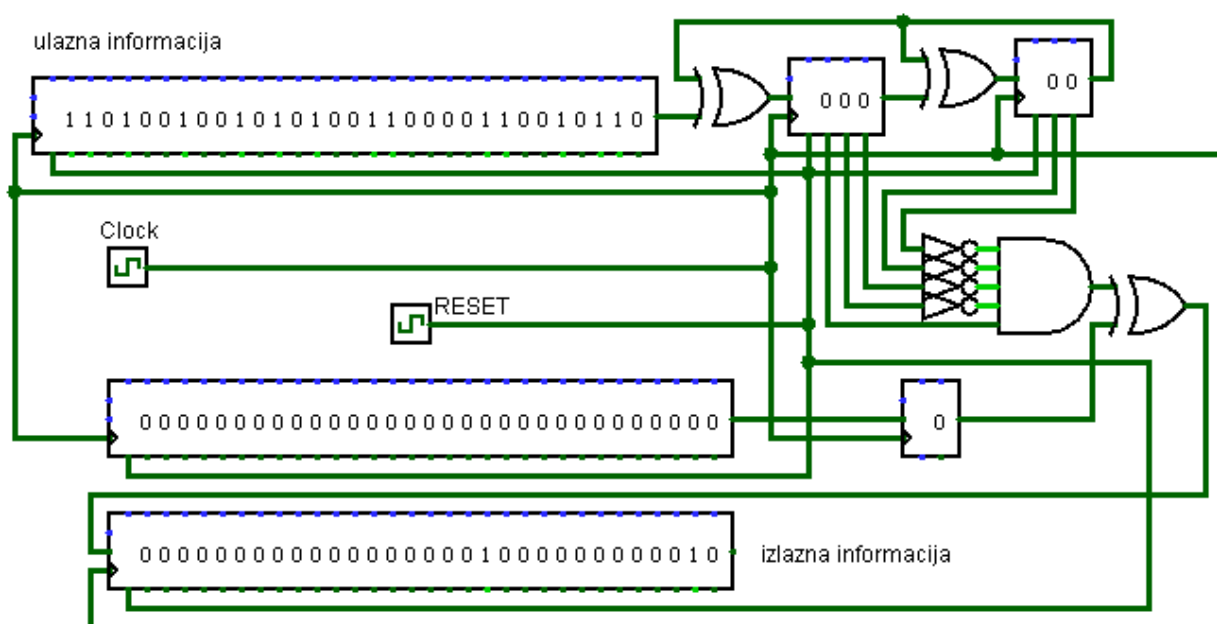 ulazna informacija
0 0
0 0 0
1 1 0 1 0 0 1 0 0 1 0 1 0 1 0 0 1 1 0 0 0 0 1 1 0 0 1 0 1 1 0
Clock
RESET
0 0 0 0 0 0 0 0 0 0 0 0 0 0 0 0 0 0 0 0 0 0 0 0 0 0 0 0 0 0 0
0
0 0 0 0 0 0 0 0 0 0 0 0 0 0 0 0 0 0 1 0 0 0 0 0 0 0 0 0 0 1 0
izlazna informacija